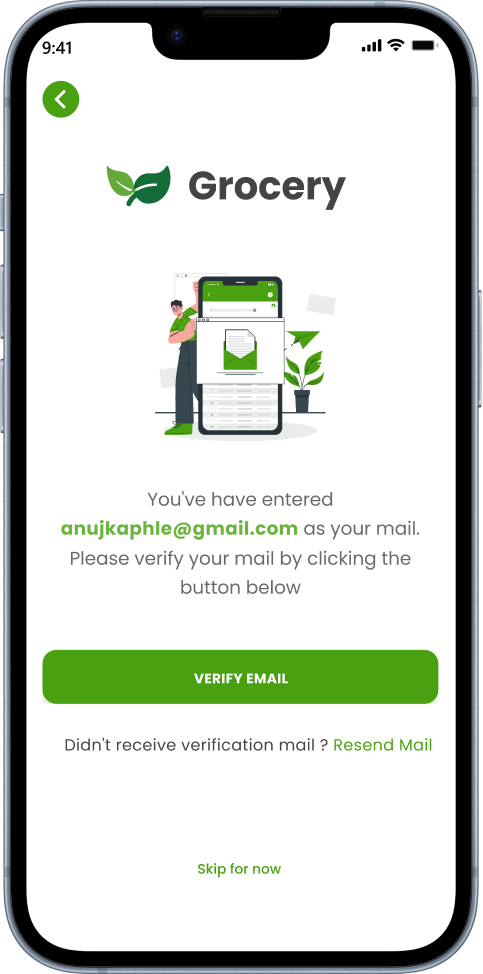 9:41
Grocery
You've have entered
anujkaphle@gmail.com as your mail.
Please verify your mail by clicking the
button below
VERIFY EMAIL
Didn't receive verification mail ? Resend Mail
Skip for now